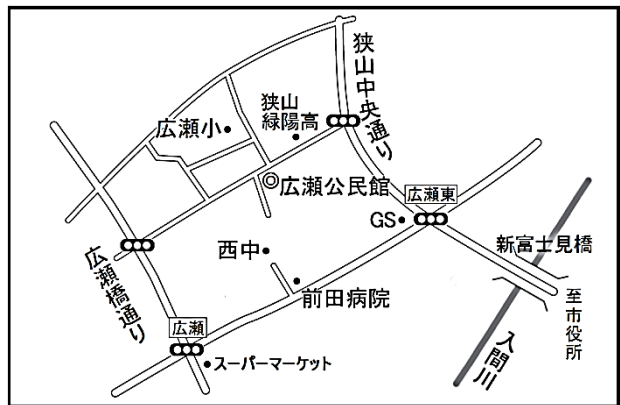 狭山中央通り
狭山
緑陽高
広瀬小
広瀬公民館
広瀬東
GS
新富士見橋
西中
広瀬橋通り
前田病院
至市役所
広瀬
スーパーマーケット
入間川